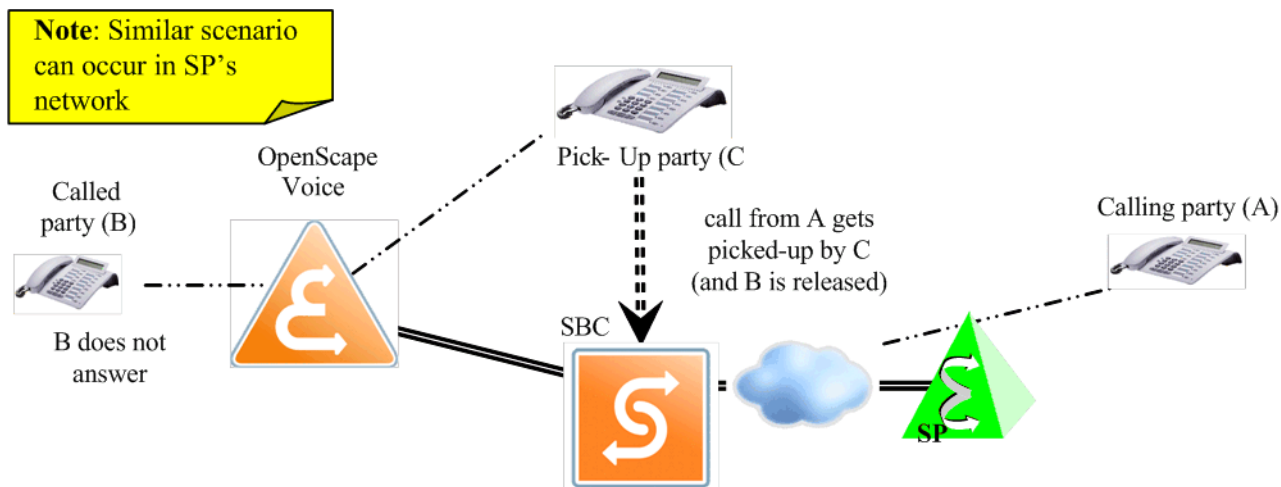 Note: Similar scenario
can occur in SP's
network
OpenScape
Voice
Pick- Up party (C
Called
party (B)
Calling party (A)
call from A gets
picked-up by C
(and B is released)
SBC
B does not
answer
SP